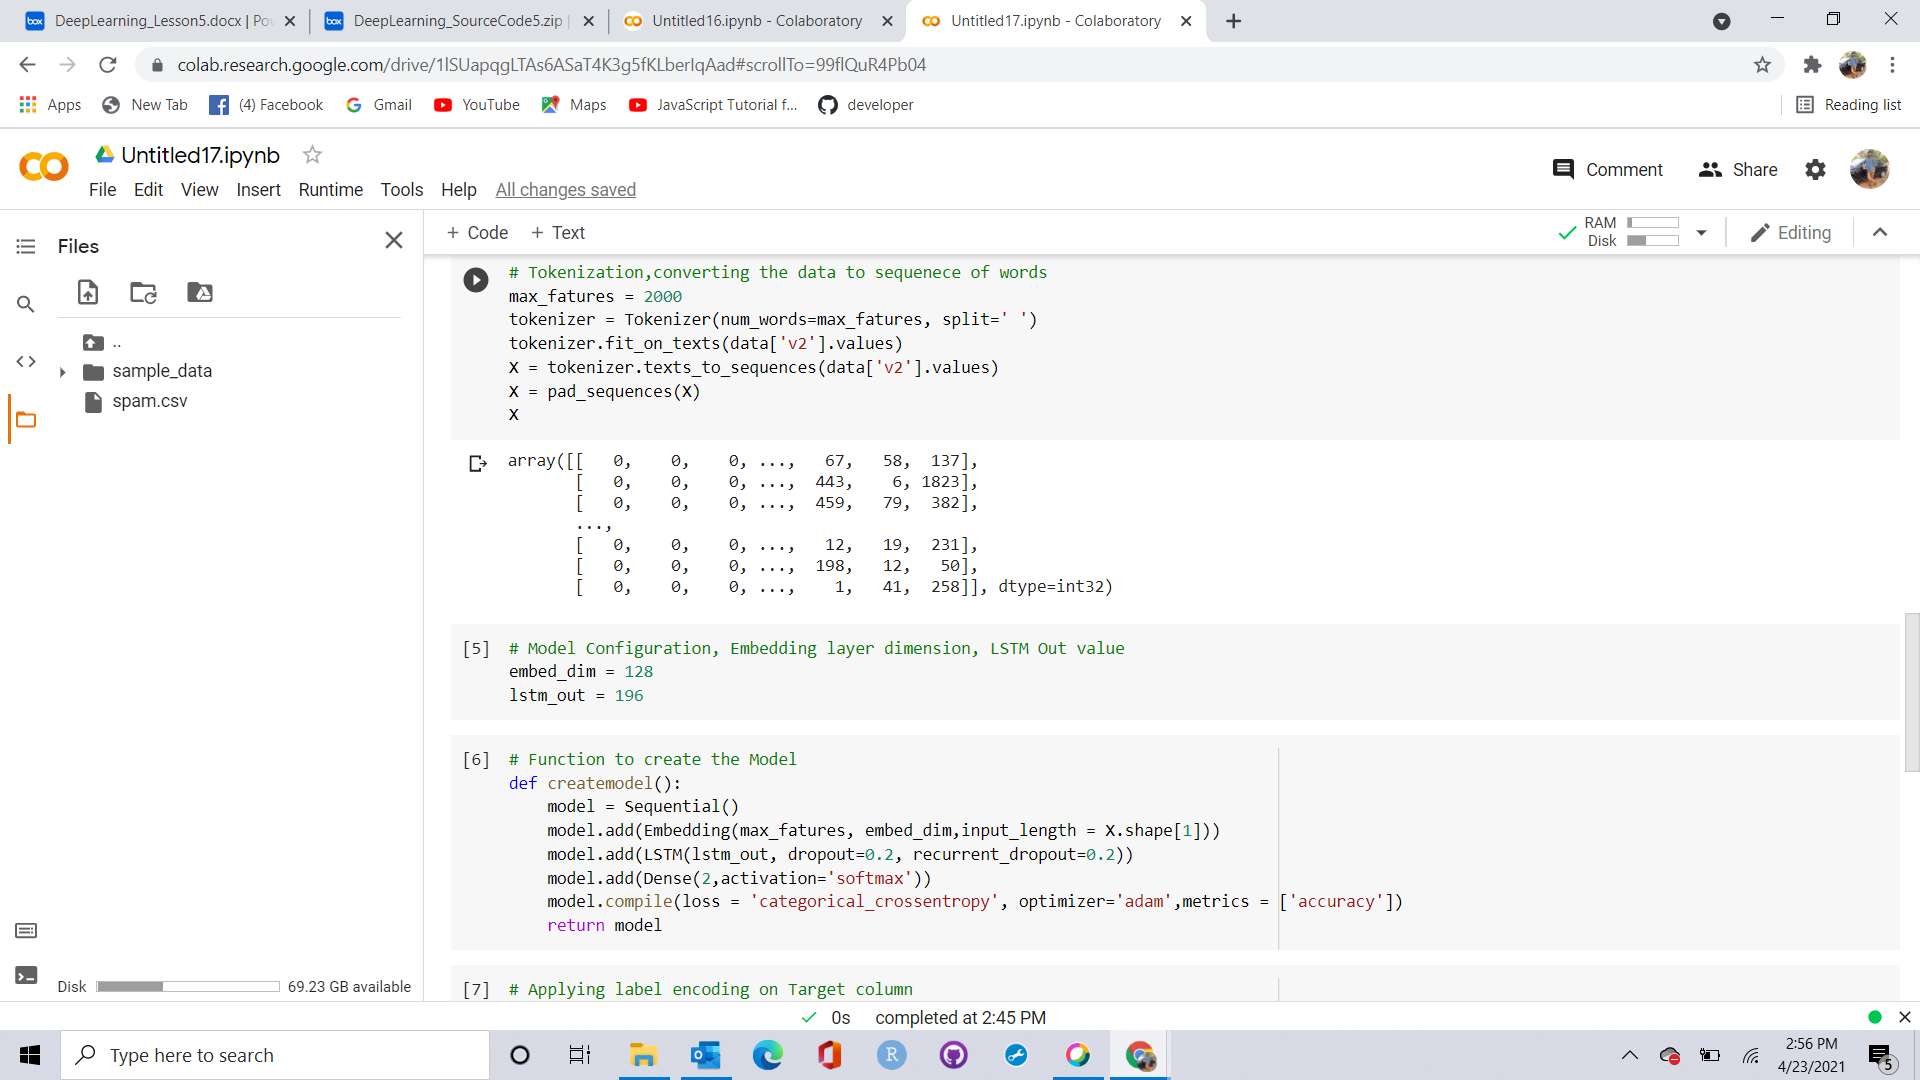 DeepLearning_Lesson5.docx | Po
DeepLearning_SourceCode5.zip |
Untitled16.ipynb - Colaboratory
Untitled17.ipynb - Colaboratory
colab.research.google.com/drive/1lSUapqgLTAs6ASaT4K3g5fKLberIqAad#scrollTo=99flQuR4Pb04
Apps
New Tab
(4) Facebook
Gmail
YouTube
Maps
JavaScript Tutorial f...
developer
Reading list
Untitled17.ipynb
Comment
Share
File Edit View Insert Runtime Tools Help All changes saved
Files
+ Code + Text
RAM
Disk
Editing
..
sample_data
spam.csv
# Tokenization,converting the data to sequenece of words
max_fatures = 2000
tokenizer = Tokenizer(num_words=max_fatures, split=' ')
tokenizer.fit_on_texts(data['v2'].values)
X = tokenizer.texts_to_sequences(data['v2'].values)
X = pad_sequences(X)
X
array([[   0,    0,    0, ...,   67,   58,  137],
[   0,    0,    0, ...,  443,    6, 1823],
[   0,    0,    0, ...,  459,   79,  382],
...,
[   0,    0,    0, ...,   12,   19,  231],
[   0,    0,    0, ...,  198,   12,   50],
[   0,    0,    0, ...,    1,   41,  258]], dtype=int32)
[5] # Model Configuration, Embedding layer dimension, LSTM Out value
embed_dim = 128
lstm_out = 196
[6] # Function to create the Model
def createmodel():
model = Sequential()
model.add(Embedding(max_fatures, embed_dim,input_length = X.shape[1]))
model.add(LSTM(lstm_out, dropout=0.2, recurrent_dropout=0.2))
model.add(Dense(2,activation='softmax'))
model.compile(loss = 'categorical_crossentropy', optimizer='adam',metrics = ['accuracy'])
return model
[7] # Applying label encoding on Target column
Disk 69.23 GB available
0s completed at 2:45 PM
Type here to search
2:56 PM
4/23/2021
5